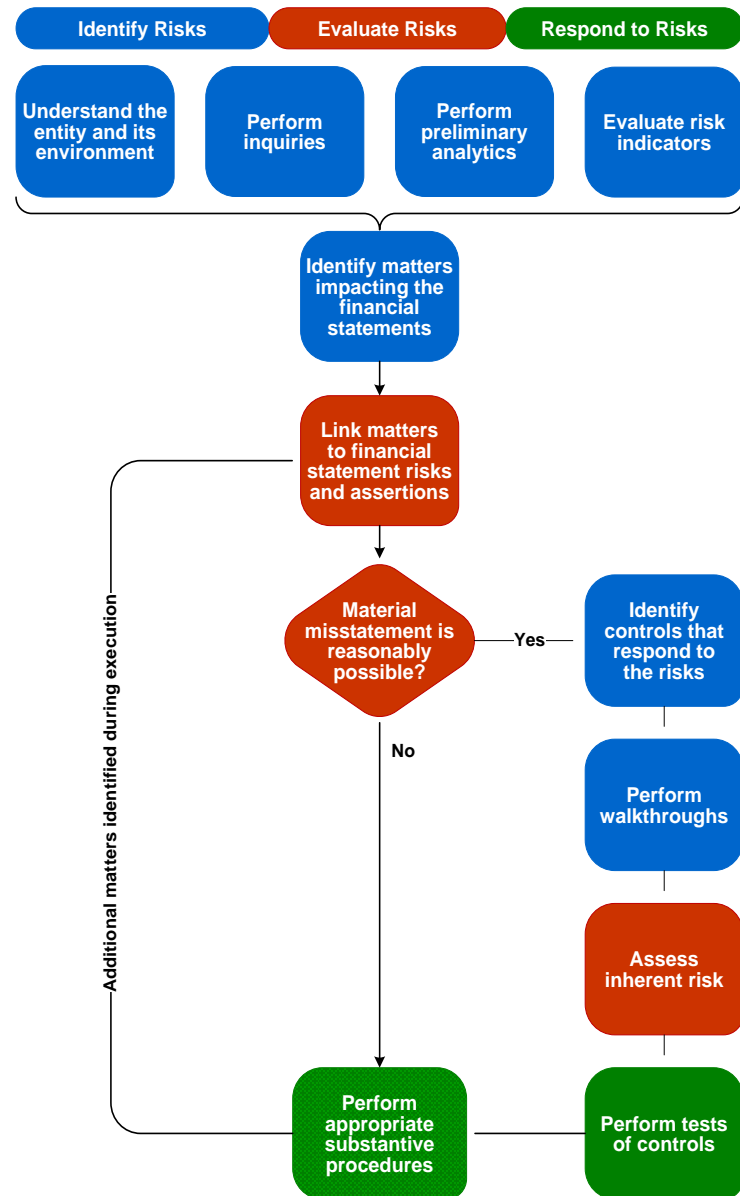 Identify Risks
Evaluate Risks
Respond to Risks
Understand the
entity and its
environment
Perform
inquiries
Perform
preliminary
analytics
Evaluate risk
indicators
Identify matters
impacting the
financial
statements
Link matters
to financial
statement risks
and assertions
Material
misstatement is
reasonably
possible?
Yes
Identify
controls that
respond to
the risks
No
Perform
walkthroughs
Additional matters identified during execution
Assess
inherent risk
Perform
appropriate
substantive
procedures
Perform tests
of controls